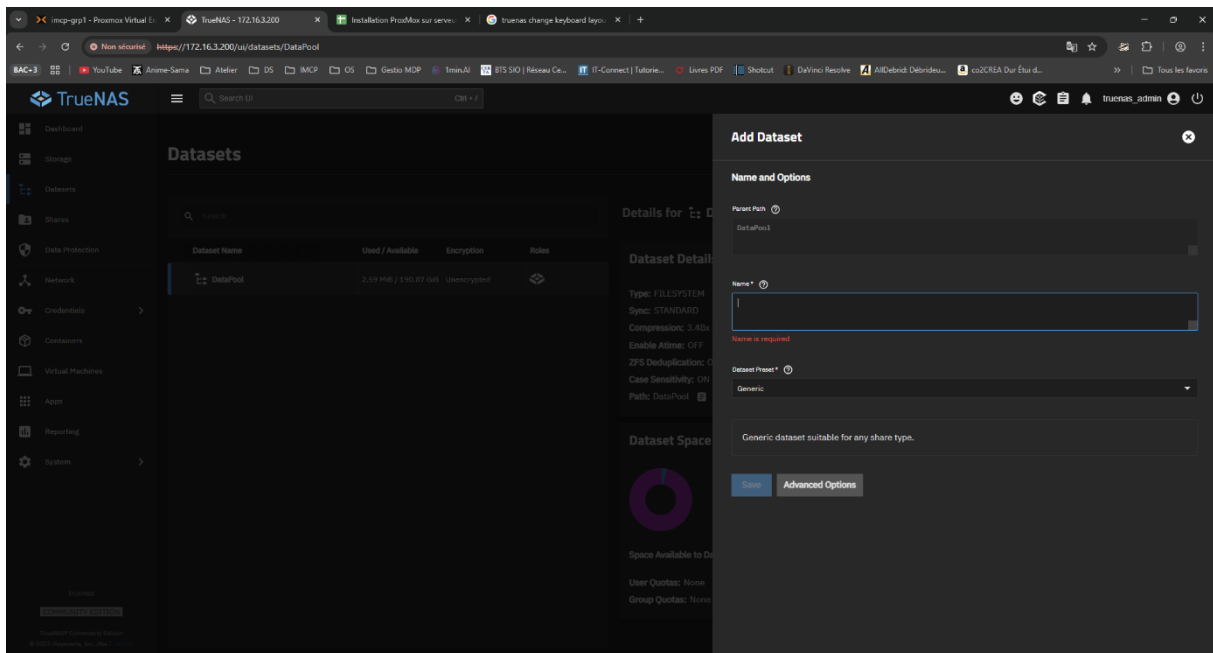 imcp-grp1 - Proxmox Virtual En
TrueNAS - 172.16.3.200
Installation ProxMox sur serveur
truenas change keyboard layou
Non sécurisé
https://172.16.3.200/ui/datasets/DataPool
BAC+3
YouTube
Anime-Sama
Atelier
DS
IMCP
OS
Gestio MDP
1min.AI
BTS SIO | Réseau Ce...
IT-Connect | Tutorie...
Livres PDF
Shotcut
DaVinci Resolve
AllDebrid: Débrideu...
co2CREA Dur Étui d...
Tous les favoris
TrueNAS
Search UI
Ctrl + /
truenas_admin
Dashboard
Storage
Datasets
Shares
Data Protection
Network
Credentials
Containers
Virtual Machines
Apps
Reporting
System
truenas
COMMUNITY EDITION
Datasets
Search
Dataset Name
Used / Available
Encryption
Roles
DataPool
2.59 MiB / 190.87 GiB
Unencrypted
Details for
Dataset Details
Type: FILESYSTEM
Sync: STANDARD
Compression: 3.48x
Enable Atime: OFF
ZFS Deduplication:
Case Sensitivity: ON
Path: DataPool
Dataset Space
Space Available to Da
User Quotas: None
Group Quotas: None
Add Dataset
Name and Options
Parent Path
DataPool
Name *
Name is required
Dataset Preset *
Generic
Generic dataset suitable for any share type.
Save
Advanced Options